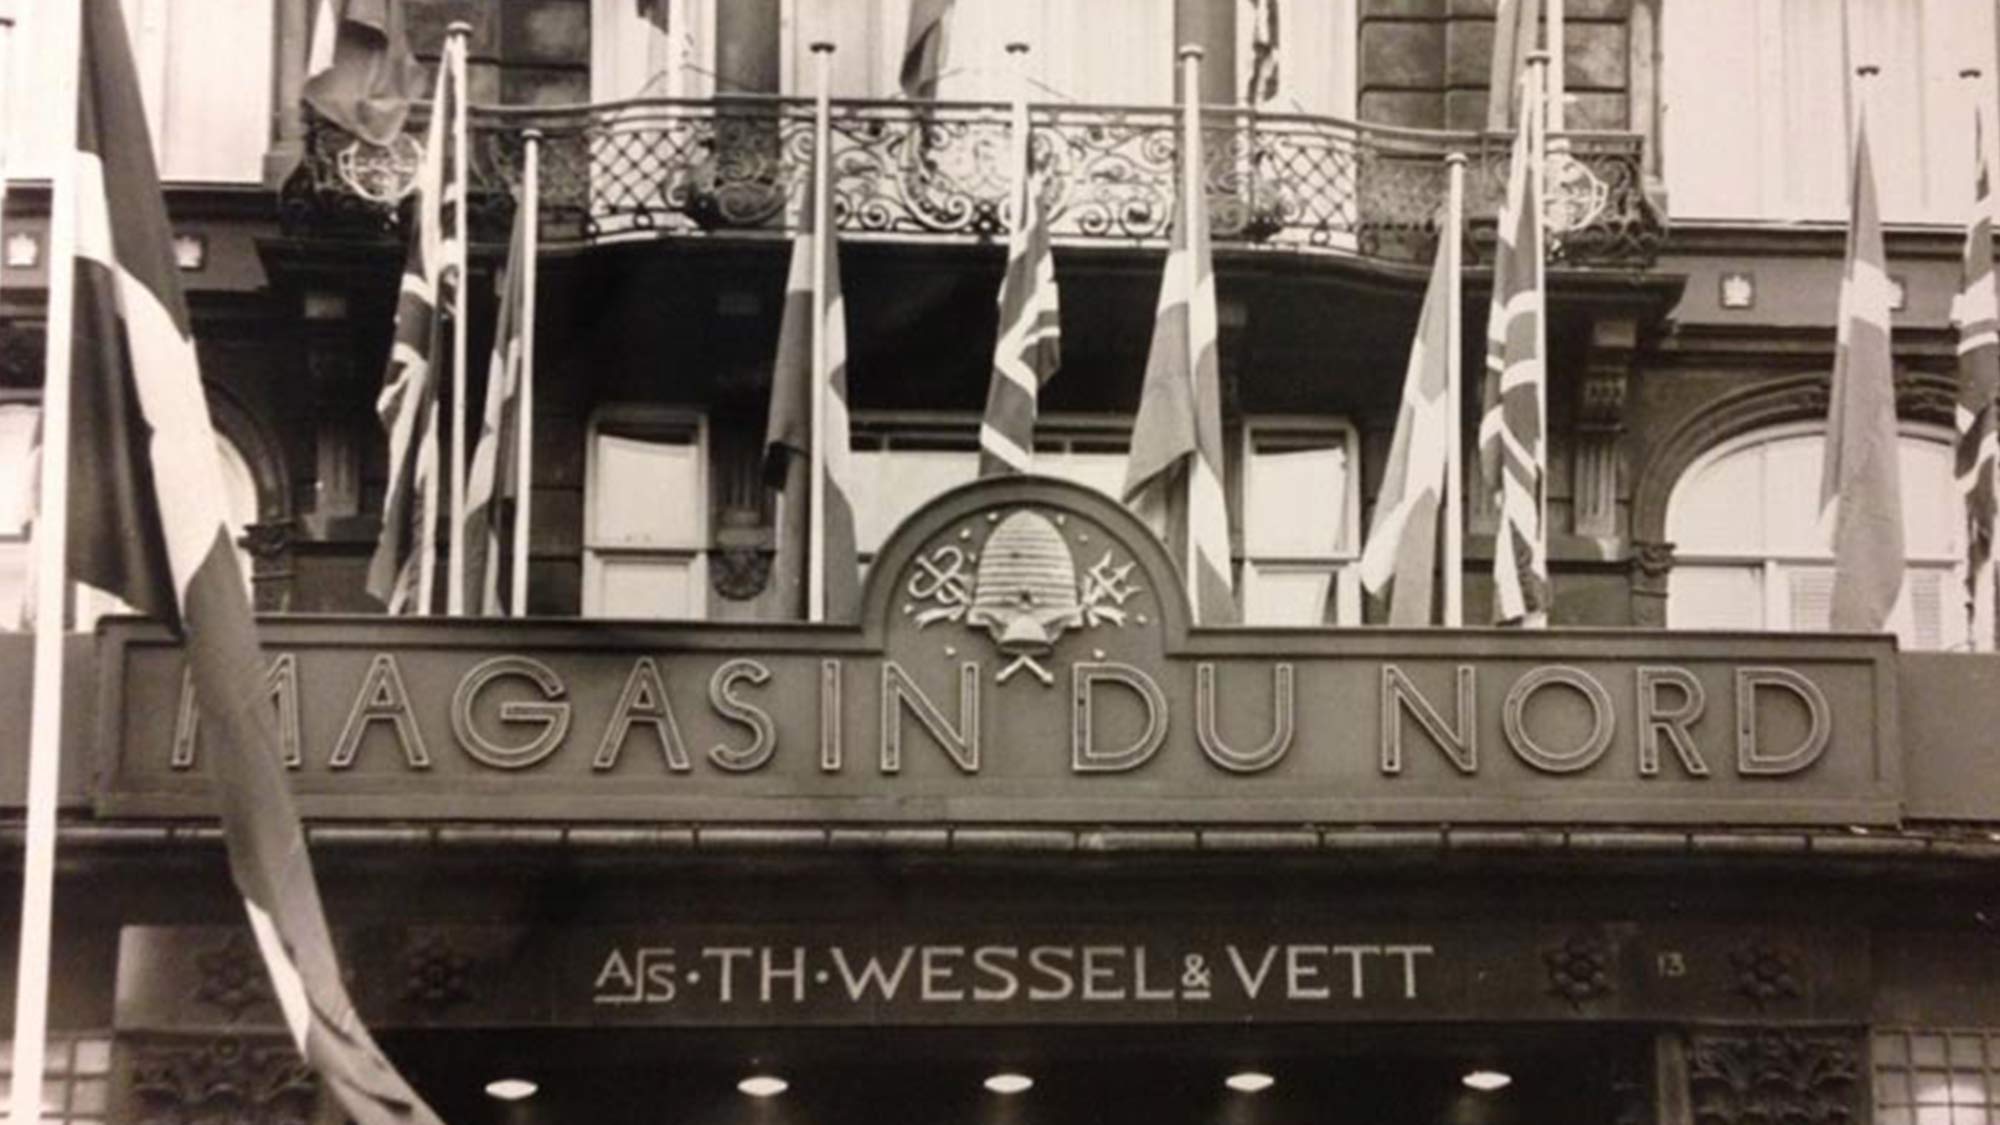 MAGASIN DU NORD
A/S · TH · WESSEL & VETT
13